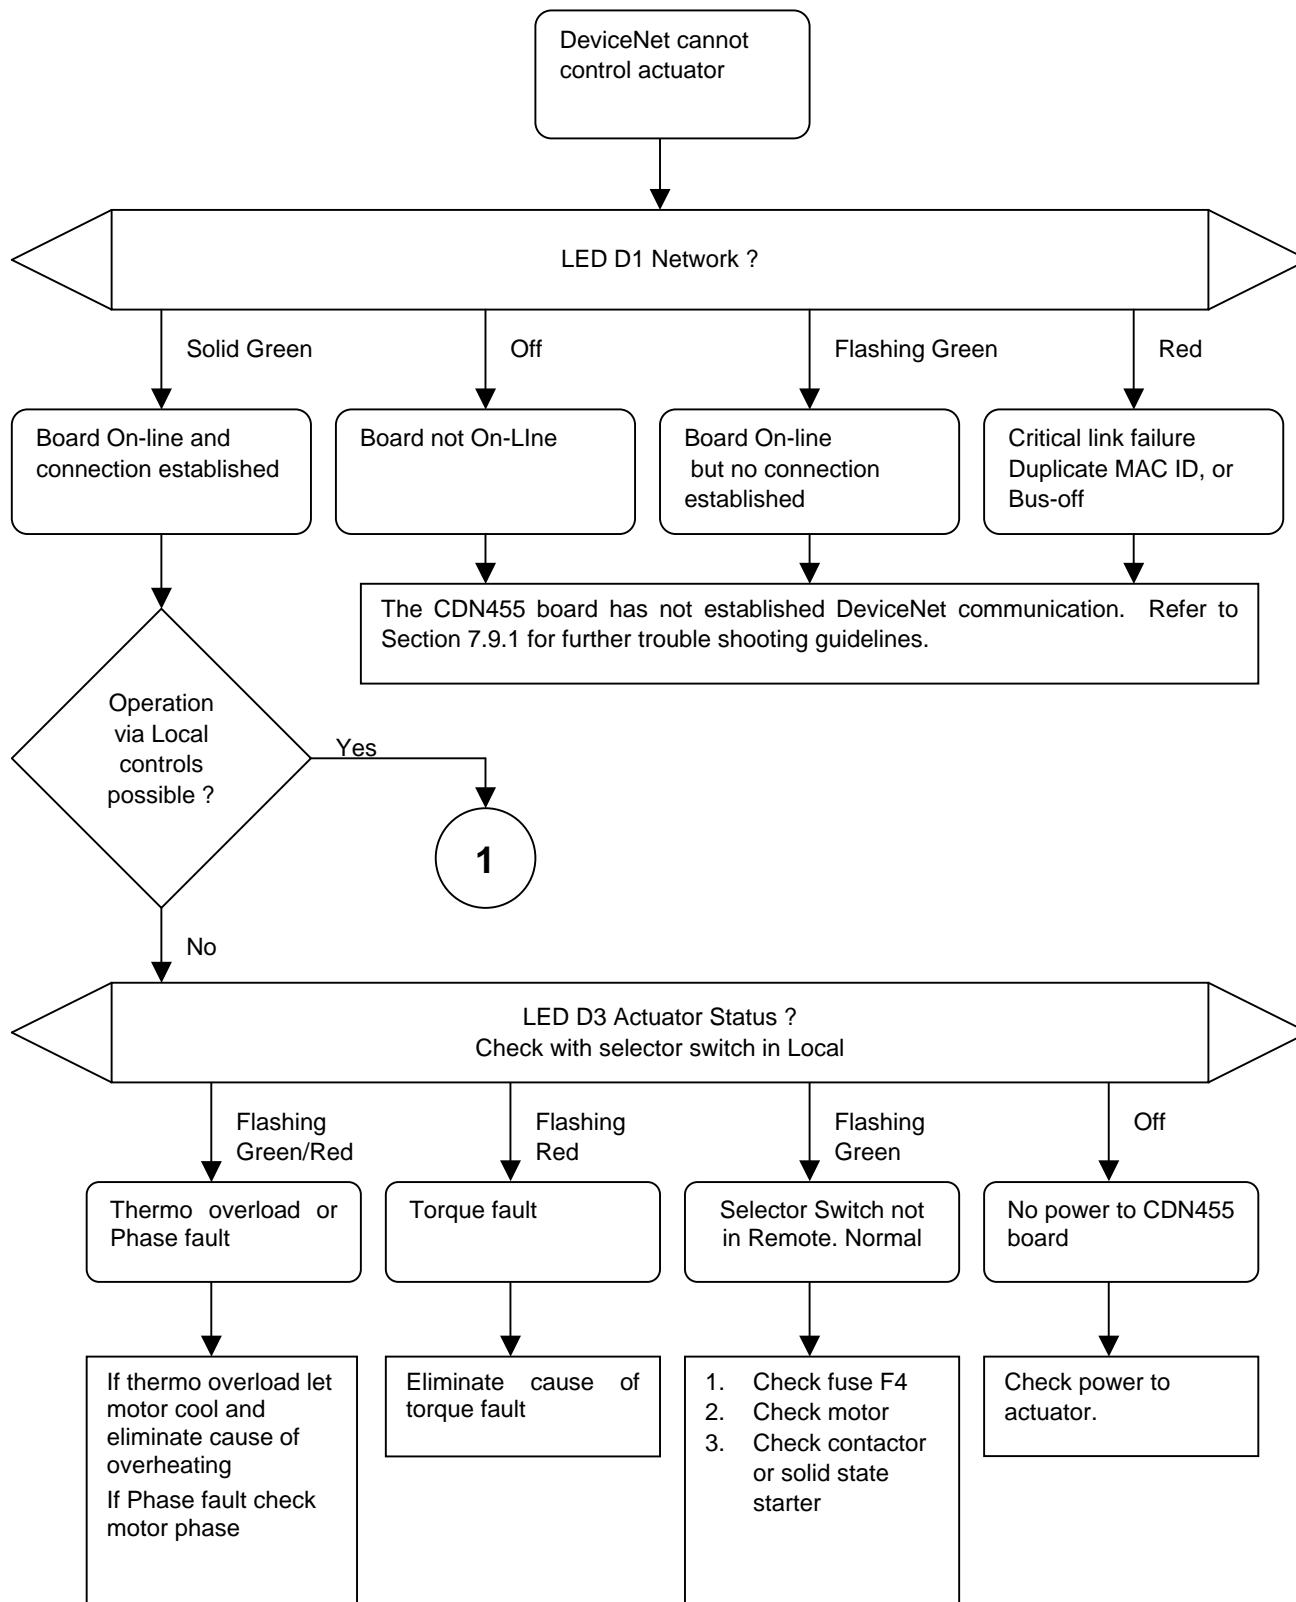 DeviceNet cannot
control actuator
LED D1 Network ?
Solid Green
Off
Flashing Green
Red
Board On-line and
connection established
Board not On-LIne
Board On-line
but no connection
established
Critical link failure
Duplicate MAC ID, or
Bus-off
The CDN455 board has not established DeviceNet communication. Refer to
Section 7.9.1 for further trouble shooting guidelines.
Operation
via Local
controls
possible ?
Yes
1
No
LED D3 Actuator Status ?
Check with selector switch in Local
Flashing
Green/Red
Flashing
Red
Flashing
Green
Off
Thermo overload or
Phase fault
Torque fault
Selector Switch not
in Remote. Normal
No power to CDN455
board
If thermo overload let
motor cool and
eliminate cause of
overheating
If Phase fault check
motor phase
Eliminate cause of
torque fault
1. Check fuse F4
2. Check motor
3. Check contactor
or solid state
starter
Check power to
actuator.